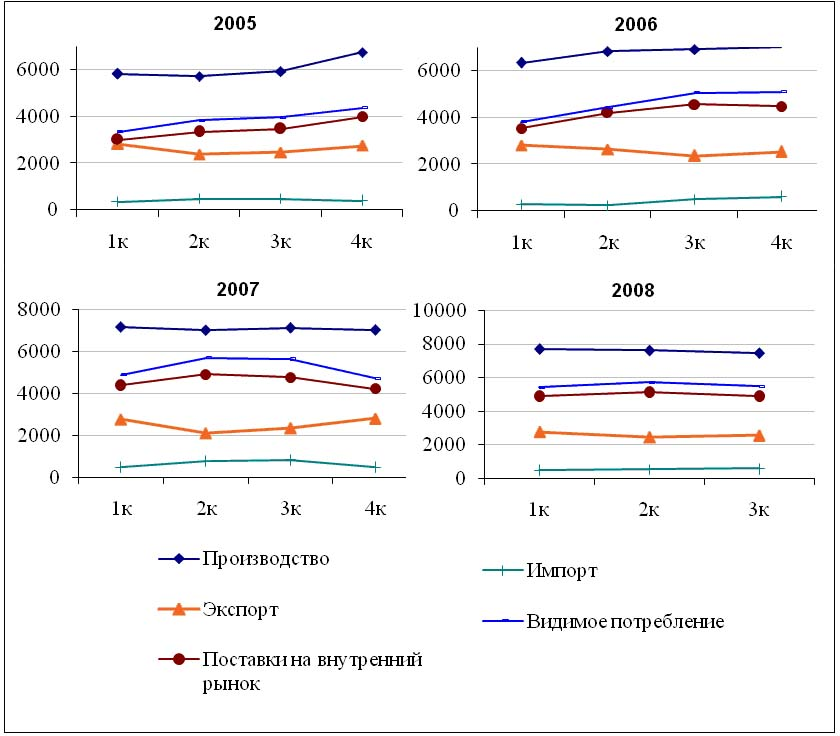 2005
6000
4000
2000
0
1к 2к 3к 4к
2006
6000
4000
2000
0
1к 2к 3к 4к
2007
8000
6000
4000
2000
0
1к 2к 3к 4к
2008
10000
8000
6000
4000
2000
0
1к 2к 3к
Производство
Экспорт
Поставки на внутренний
рынок
Импорт
Видимое потребление